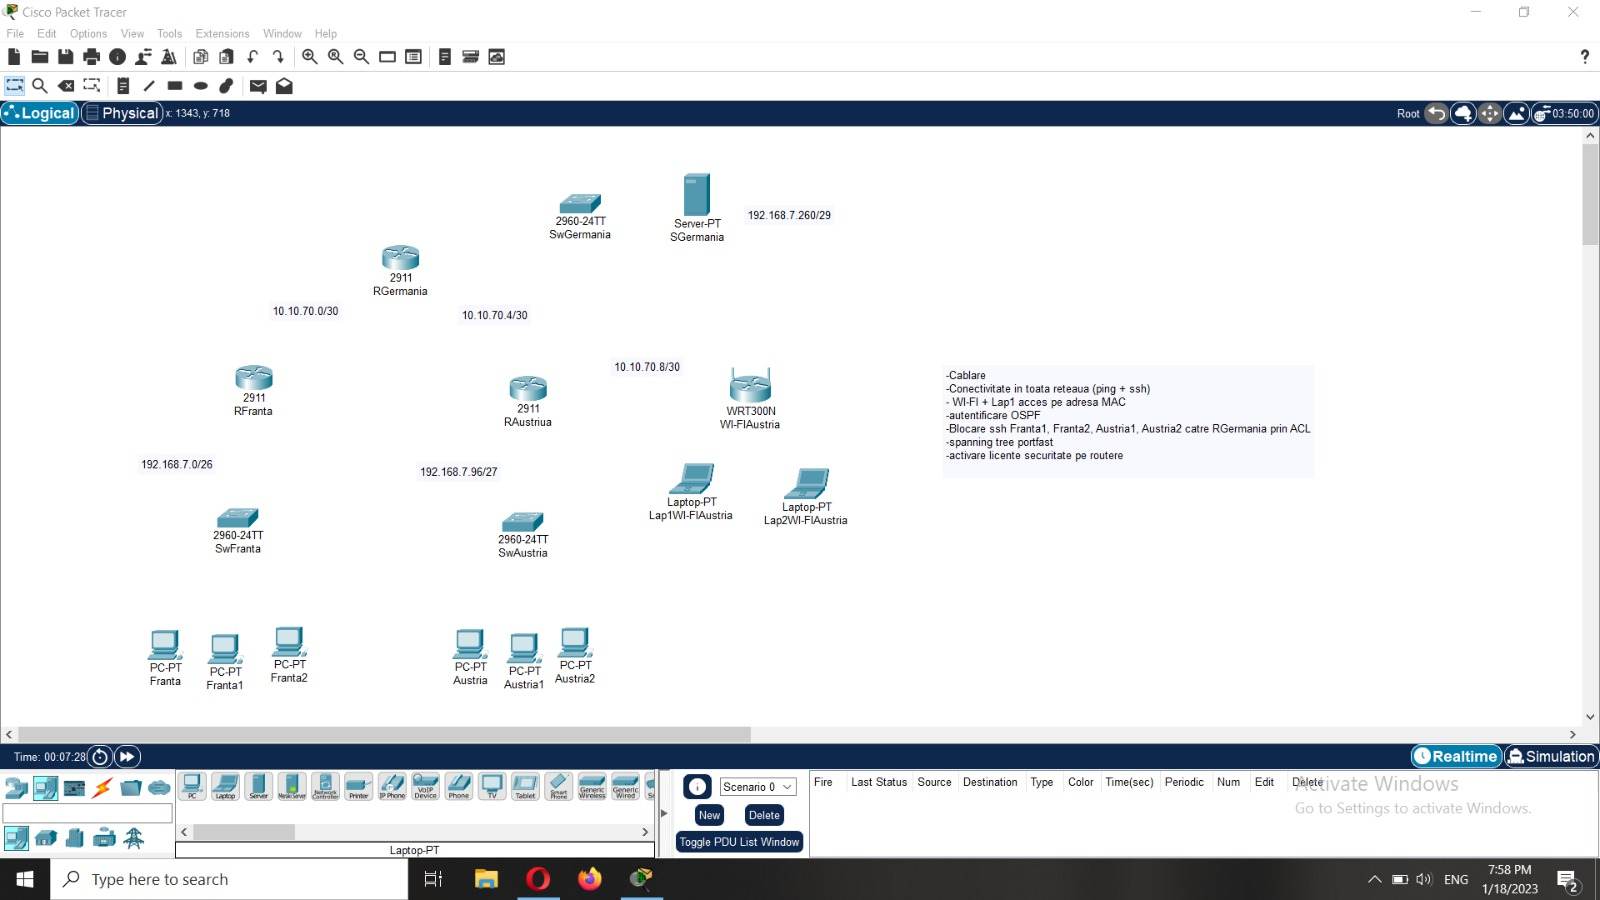 Cisco Packet Tracer
File Edit Options View Tools Extensions Window Help
?
Logical Physical x: 1343, y: 718 Root 03:50:00
2960-24TT
SwGermania
Server-PT
SGermania
192.168.7.260/29
2911
RGermania
10.10.70.0/30
10.10.70.4/30
2911
RFranta
2911
RAustriua
10.10.70.8/30
WRT300N
WI-FIAustria
-Cablare
-Conectivitate in toata reteaua (ping + ssh)
- WI-FI + Lap1 acces pe adresa MAC
-autentificare OSPF
-Blocare ssh Franta1, Franta2, Austria1, Austria2 catre RGermania prin ACL
-spanning tree portfast
-activare licente securitate pe routere
192.168.7.0/26
192.168.7.96/27
Laptop-PT
Lap1WI-FIAustria
Laptop-PT
Lap2WI-FIAustria
2960-24TT
SwFranta
2960-24TT
SwAustria
PC-PT
Franta
PC-PT
Franta1
PC-PT
Franta2
PC-PT
Austria
PC-PT
Austria1
PC-PT
Austria2
Time: 00:07:28 Realtime Simulation
PC Laptop Server Printer IP Phone VoIP Device Phone TV Tablet Smart Phone Generic Wireless Generic Wired
Laptop-PT
Scenario 0
New Delete
Toggle PDU List Window
Fire Last Status Source Destination Type Color Time(sec) Periodic Num Edit Delete
Activate Windows
Go to Settings to activate Windows.
Type here to search
ENG
7:58 PM
1/18/2023
2